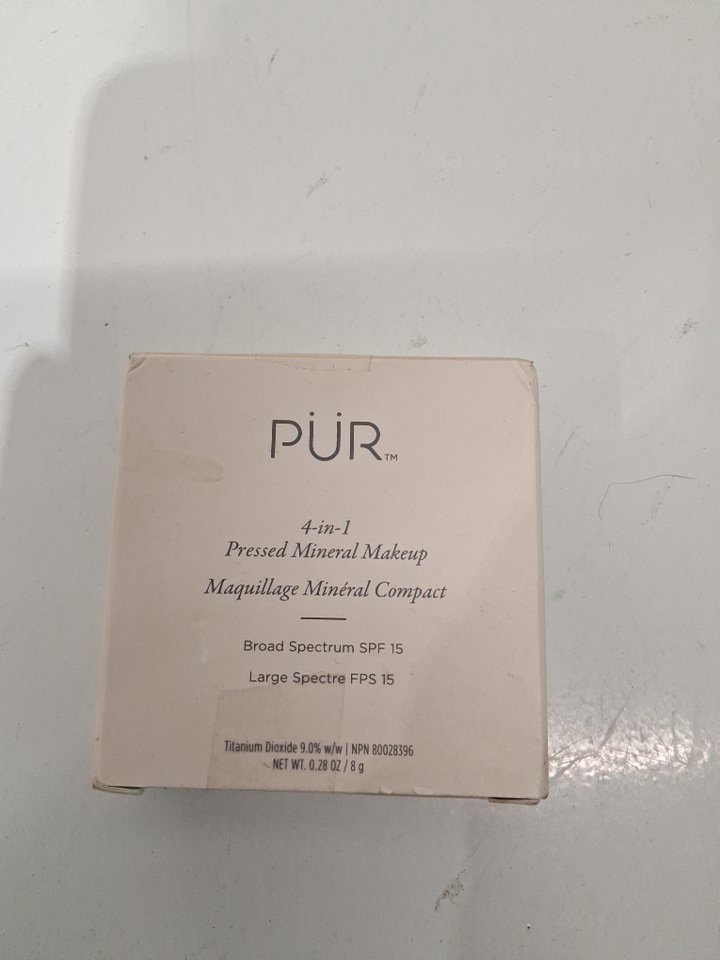 PÜR™
4-in-1
Pressed Mineral Makeup
Maquillage Minéral Compact
Broad Spectrum SPF 15
Large Spectre FPS 15
Titanium Dioxide 9.0% w/w | NPN 80028396
NET WT. 0.28 OZ / 8 g